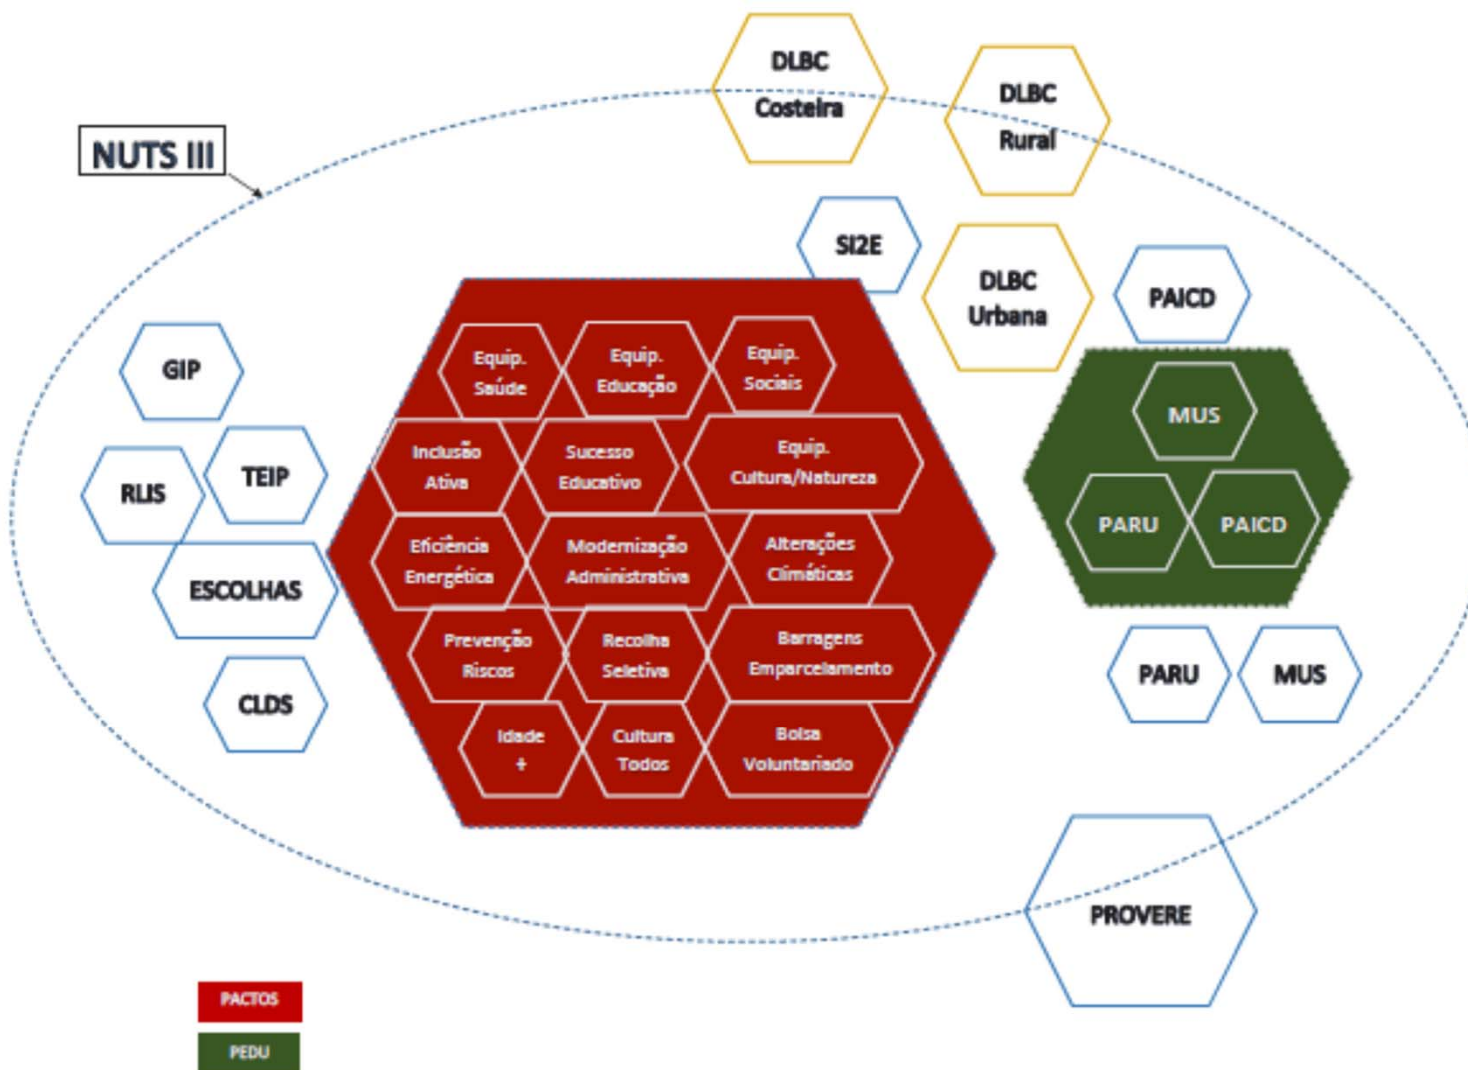 DLBC
Costeira
DLBC
Rural
NUTS III
SI2E
DLBC
Urbana
PAICD
GIP
RLIS
TEIP
ESCOLHAS
CLDS
Equip.
Saúde
Equip.
Educação
Equip.
Sociais
Inclusão
Ativa
Sucesso
Educativo
Equip.
Cultura/Natureza
Eficiência
Energética
Modernização
Administrativa
Alterações
Climáticas
Prevenção
Riscos
Recolha
Seletiva
Barragens
Emparcelamento
Idade
+
Cultura
Todos
Bolsa
Voluntariado
MUS
PARU
PAICD
PARU
MUS
PROVERE
PACTOS
PEDU